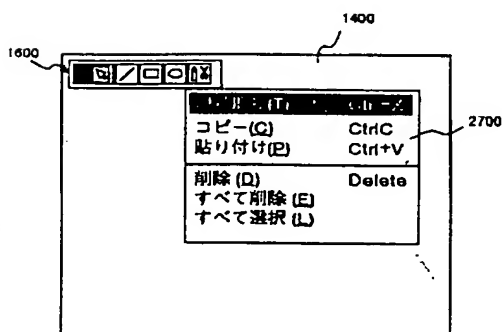 1400
1600
2700
コピー(C) CtrlC
貼り付け(P) Ctrl+V
削除(D) Delete
すべて削除(E)
すべて選択(L)